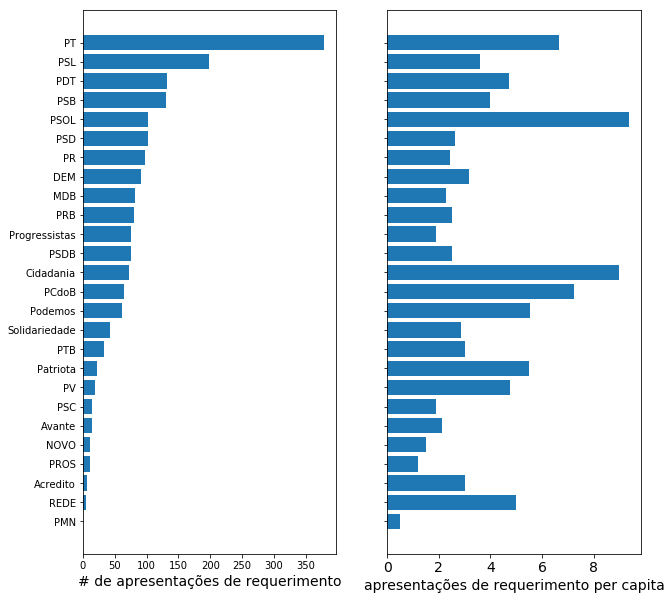 PT
PSL
PDT
PSB
PSOL
PSD
PR
DEM
MDB
PRB
Progressistas
PSDB
Cidadania
PCdoB
Podemos
Solidariedade
PTB
Patriota
PV
PSC
Avante
NOVO
PROS
Acredito
REDE
PMN
0 50 100 150 200 250 300 350
# de apresentações de requerimento
0 2 4 6 8
apresentações de requerimento per capita